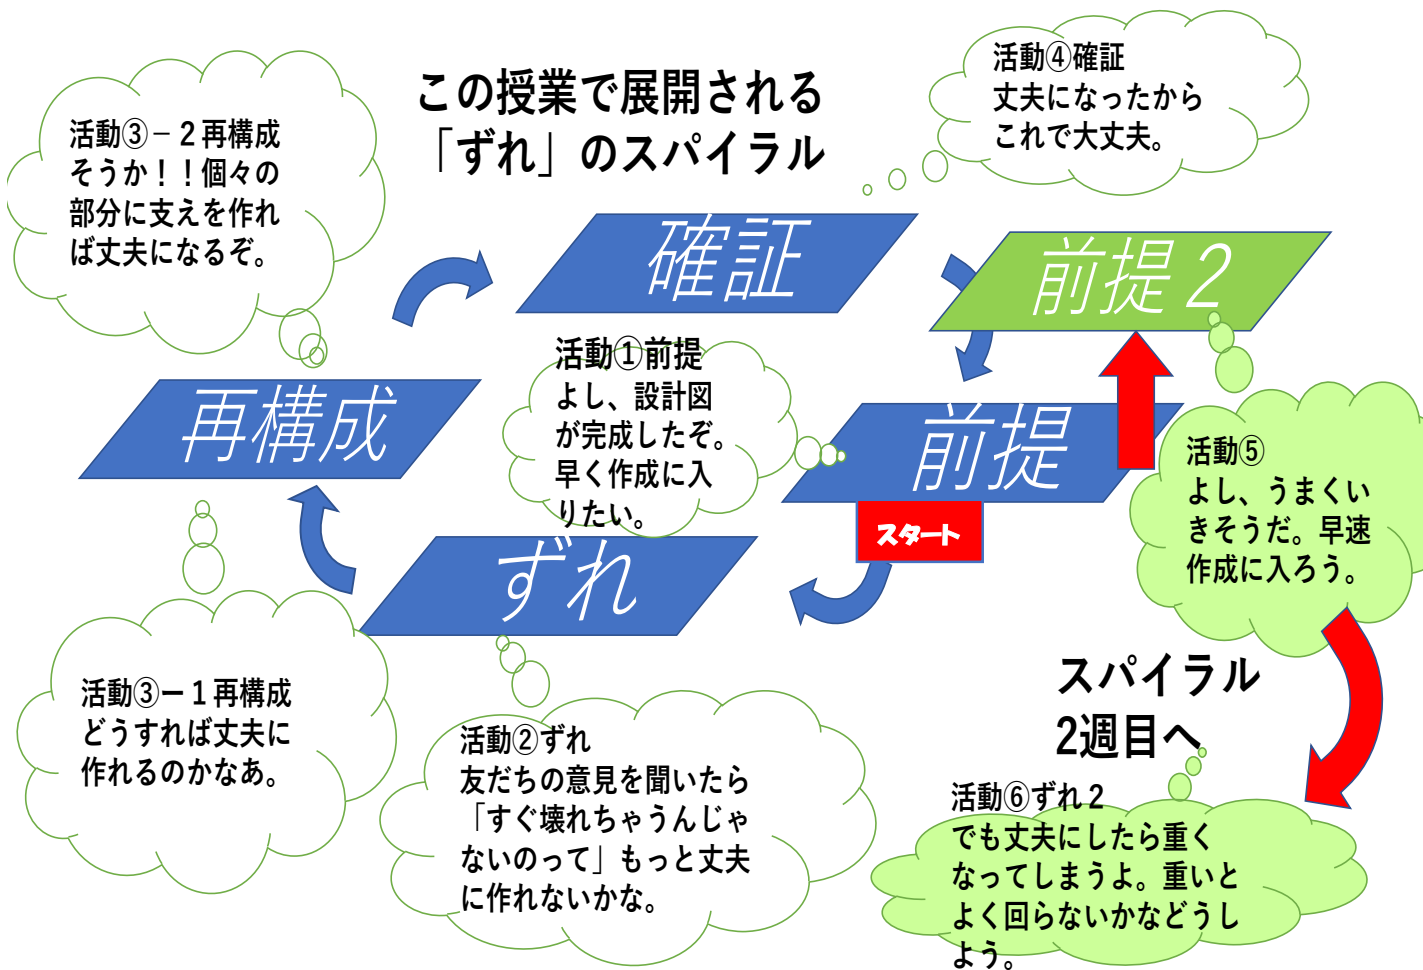 この授業で展開される
「ずれ」のスパイラル
活動④確証
丈夫になったから
これで大丈夫。
活動③－２再構成
そうか！！個々の
部分に支えを作れ
ば丈夫になるぞ。
確証
前提２
活動①前提
よし、設計図
が完成したぞ。
早く作成に入
りたい。
再構成
前提
スタート
活動⑤
よし、うまくい
きそうだ。早速
作成に入ろう。
ずれ
スパイラル
2週目へ
活動③ー１再構成
どうすれば丈夫に
作れるのかなあ。
活動②ずれ
友だちの意見を聞いたら
「すぐ壊れちゃうんじゃ
ないのって」もっと丈夫
に作れないかな。
活動⑥ずれ２
でも丈夫にしたら重く
なってしまうよ。重いと
よく回らないかなどうし
よう。